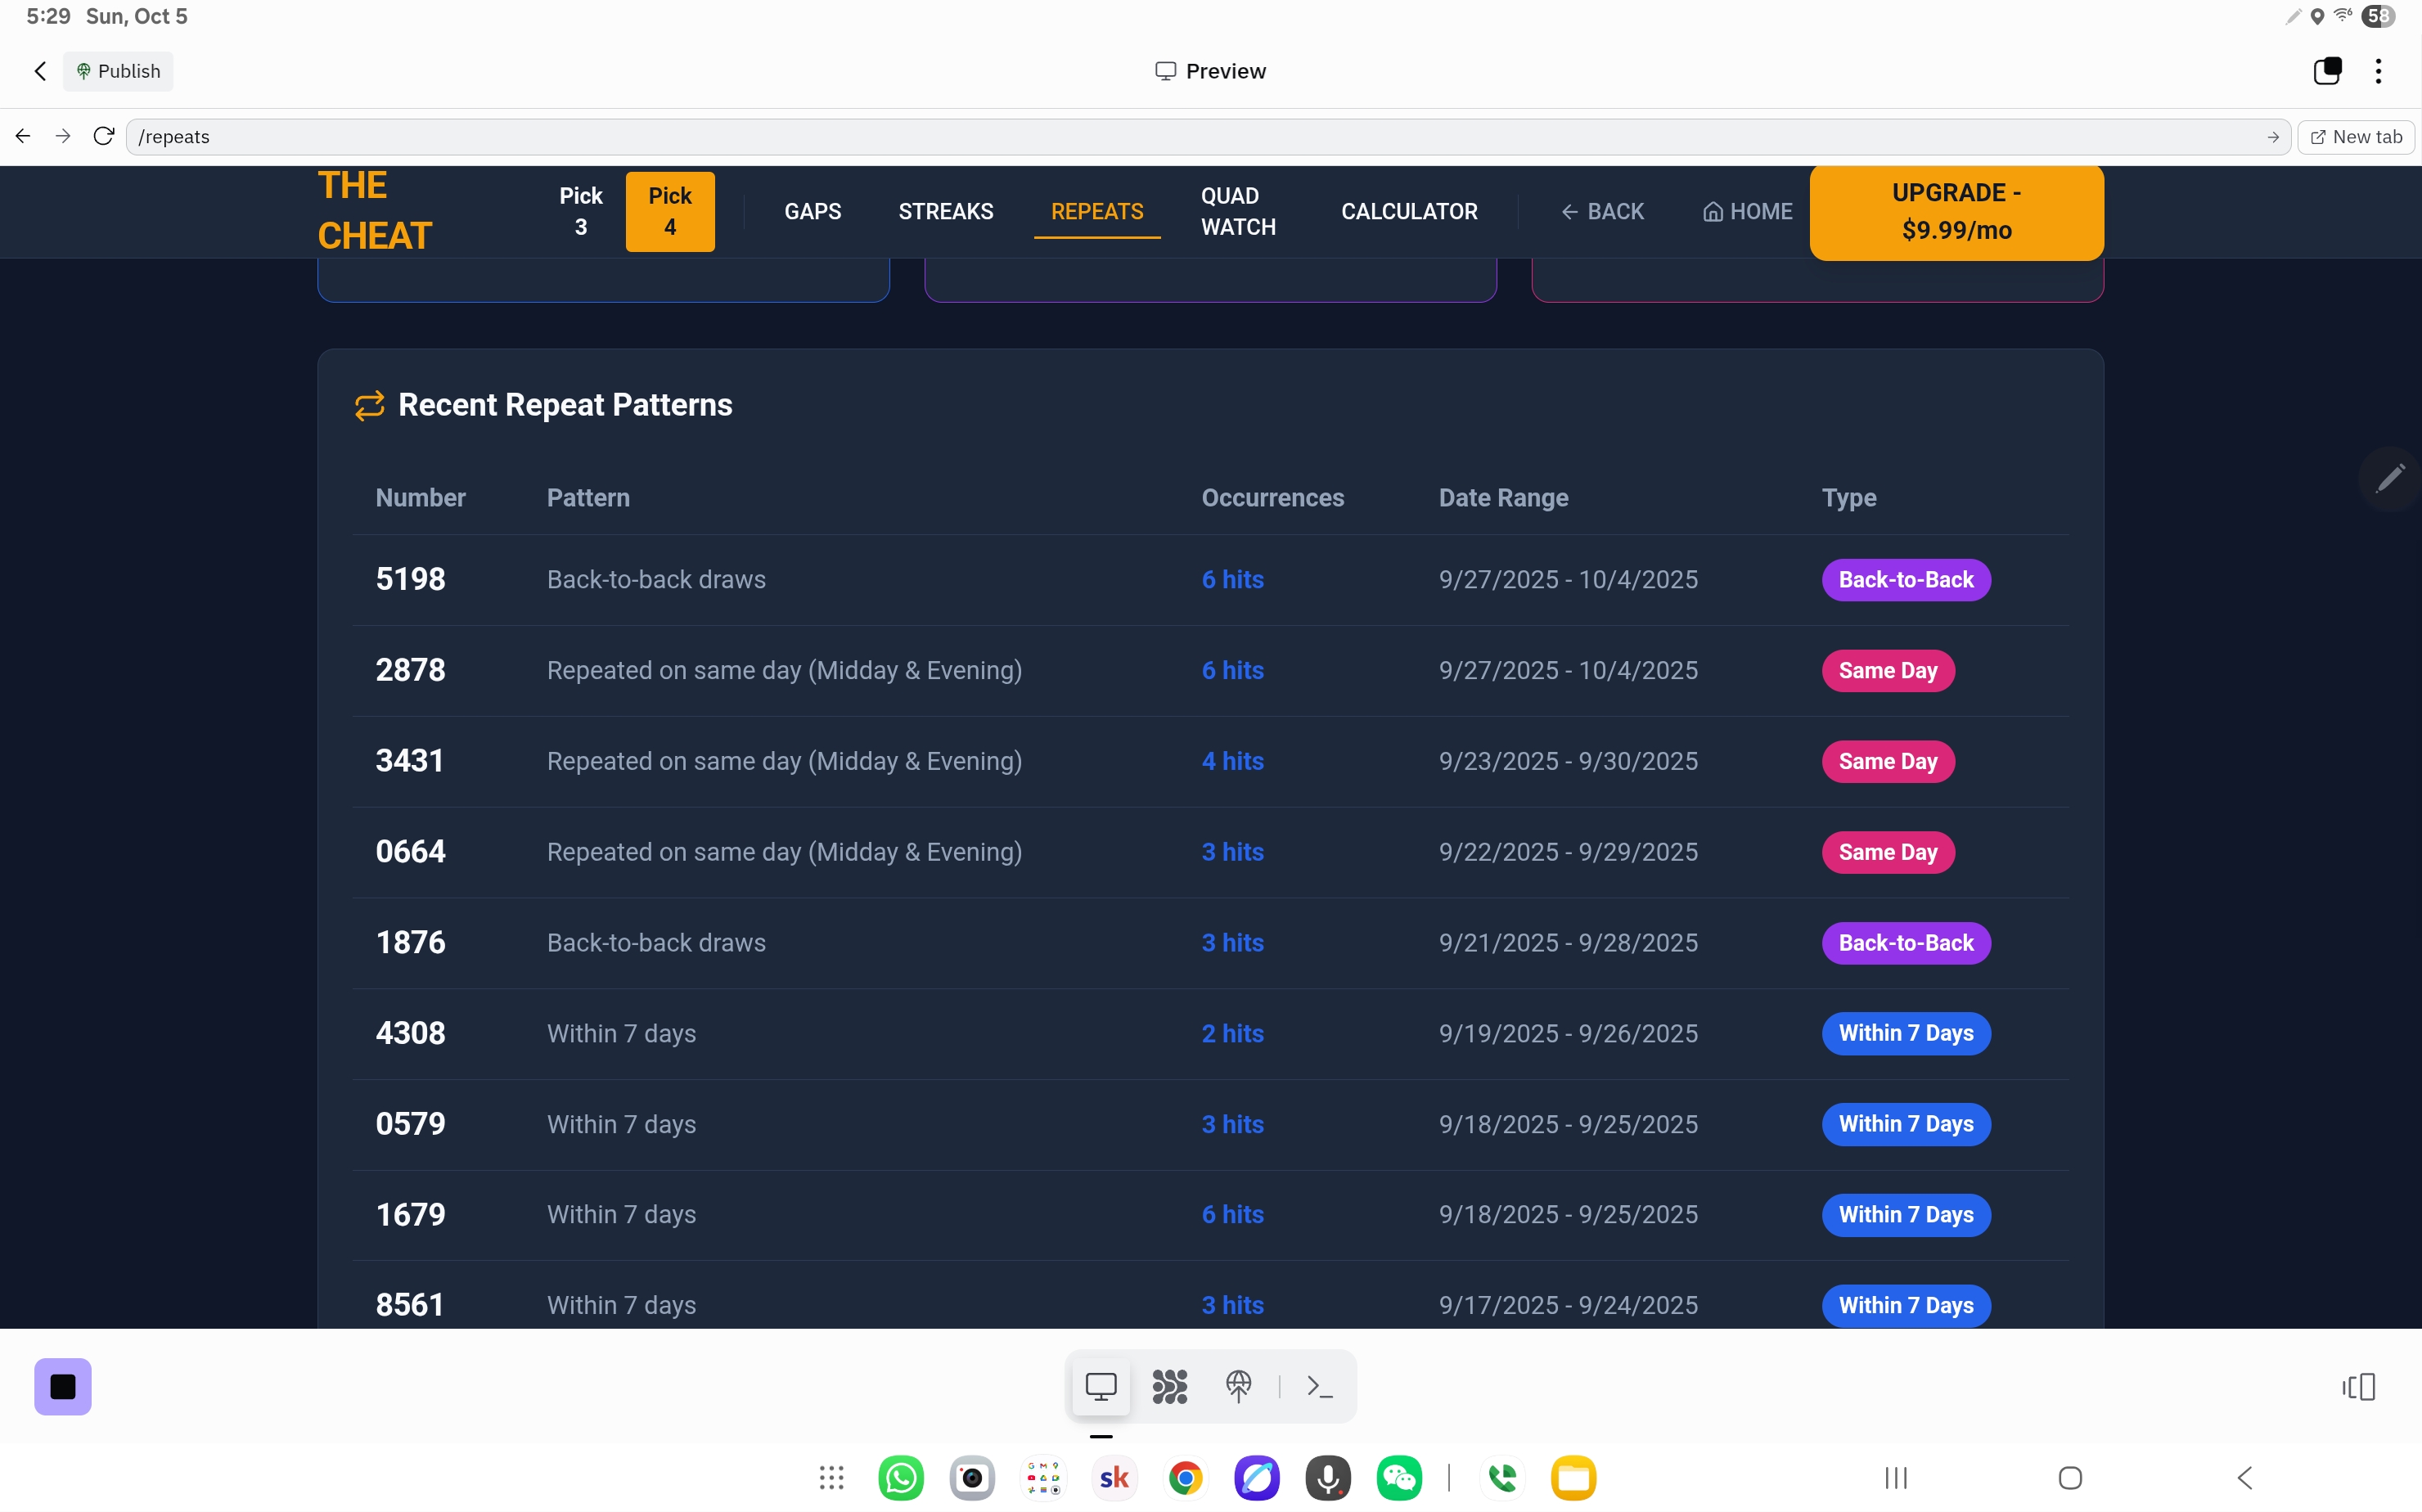 5:29 Sun, Oct 5
58
Publish
Preview
/repeats
New tab
THE CHEAT
Pick 3
Pick 4
GAPS
STREAKS
REPEATS
QUAD WATCH
CALCULATOR
BACK
HOME
UPGRADE - $9.99/mo
Recent Repeat Patterns
Number Pattern Occurrences Date Range Type
5198 Back-to-back draws 6 hits 9/27/2025 - 10/4/2025 Back-to-Back
2878 Repeated on same day (Midday & Evening) 6 hits 9/27/2025 - 10/4/2025 Same Day
3431 Repeated on same day (Midday & Evening) 4 hits 9/23/2025 - 9/30/2025 Same Day
0664 Repeated on same day (Midday & Evening) 3 hits 9/22/2025 - 9/29/2025 Same Day
1876 Back-to-back draws 3 hits 9/21/2025 - 9/28/2025 Back-to-Back
4308 Within 7 days 2 hits 9/19/2025 - 9/26/2025 Within 7 Days
0579 Within 7 days 3 hits 9/18/2025 - 9/25/2025 Within 7 Days
1679 Within 7 days 6 hits 9/18/2025 - 9/25/2025 Within 7 Days
8561 Within 7 days 3 hits 9/17/2025 - 9/24/2025 Within 7 Days
sk